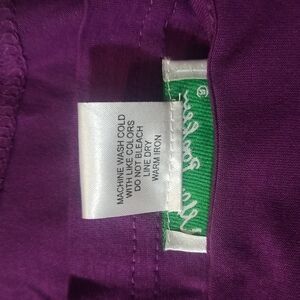 MACHINE WASH COLD
WITH LIKE COLORS
DO NOT BLEACH
LINE DRY
WARM IRON